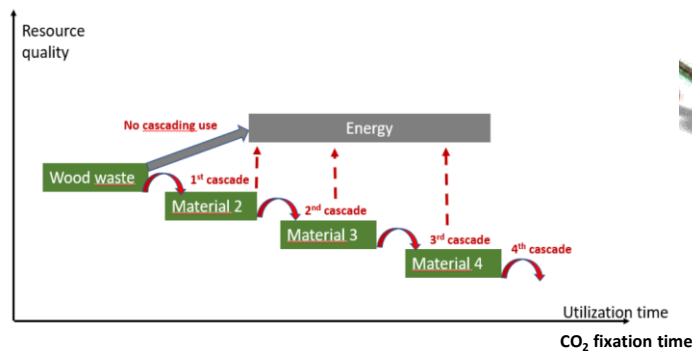 Resource
quality
No cascading use
Energy
Wood waste
1st cascade
Material 2
2nd cascade
Material 3
3rd cascade
4th cascade
Material 4
Utilization time
CO2 fixation time